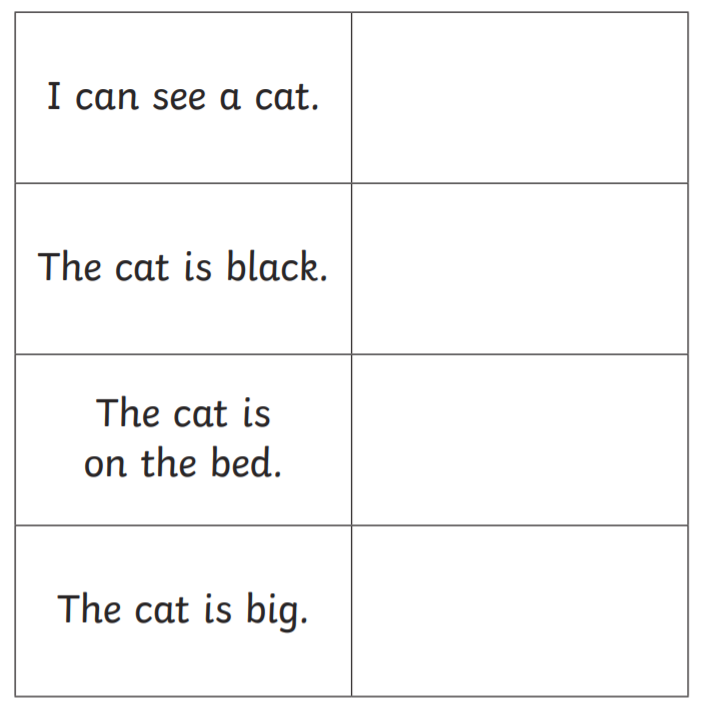 I can see a cat.
The cat is black.
The cat is
on the bed.
The cat is big.